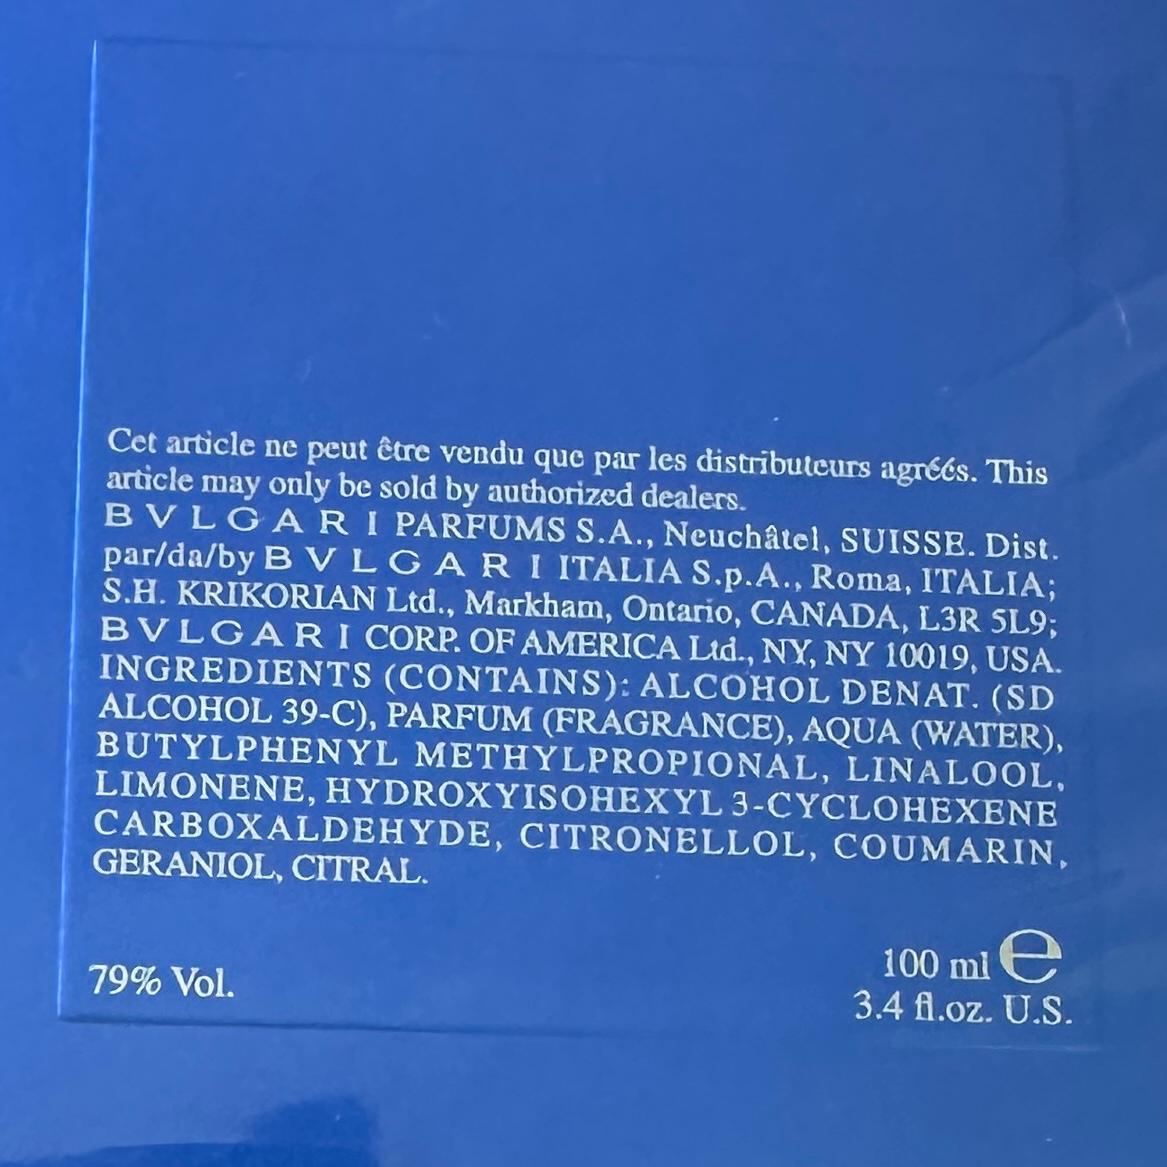 Cet article ne peut être vendu que par les distributeurs agréés. This
article may only be sold by authorized dealers.
BVLGARI PARFUMS S.A., Neuchâtel, SUISSE. Dist.
par/da/by BVLGARI ITALIA S.p.A., Roma, ITALIA;
S.H. KRIKORIAN Ltd., Markham, Ontario, CANADA, L3R 5L9;
BVLGARI CORP. OF AMERICA Ltd., NY, NY 10019, USA.
INGREDIENTS (CONTAINS): ALCOHOL DENAT. (SD
ALCOHOL 39-C), PARFUM (FRAGRANCE), AQUA (WATER),
BUTYLPHENYL METHYLPROPIONAL, LINALOOL,
LIMONENE, HYDROXYISOHEXYL 3-CYCLOHEXENE
CARBOXALDEHYDE, CITRONELLOL, COUMARIN,
GERANIOL, CITRAL.
79% Vol.
100 ml e
3.4 fl.oz. U.S.